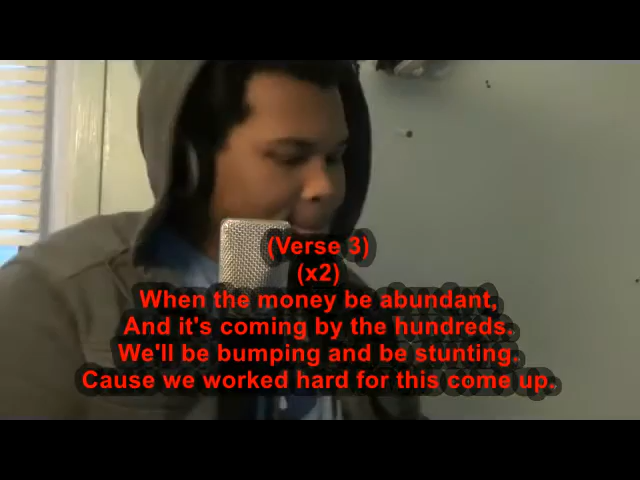 (Verse 3)
(x2)
When the money be abundant,
And it's coming by the hundreds.
We'll be bumping and be stunting.
Cause we worked hard for this come up.